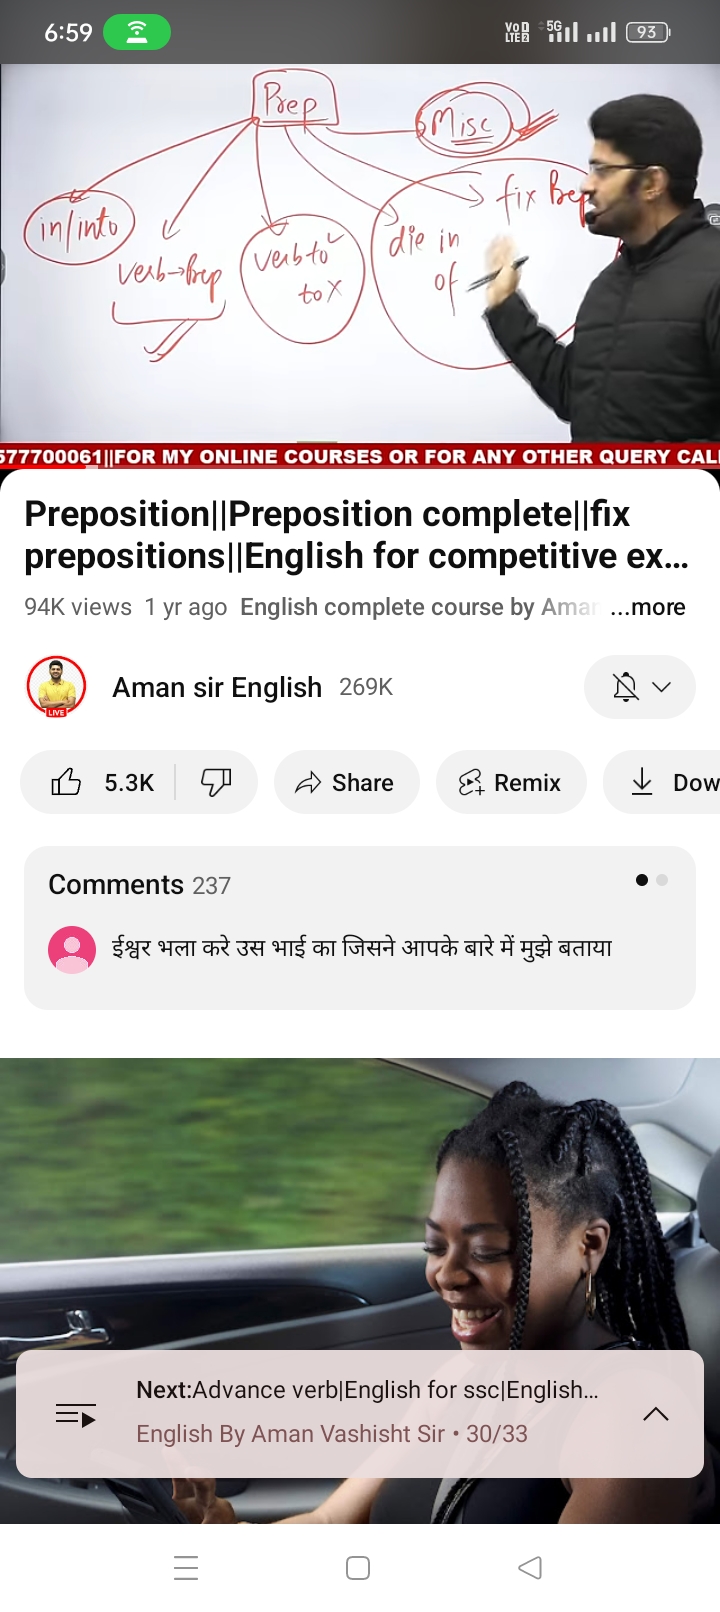 6:59
VoD LTE2 5G 93
Prep
Misc
in/into
verb→Prep
verb to
to X
die in
of
fix
577700061||FOR MY ONLINE COURSES OR FOR ANY OTHER QUERY CAL
Preposition||Preposition complete||fix
prepositions||English for competitive ex...
94K views 1 yr ago English complete course by Aman ...more
LIVE
Aman sir English 269K
5.3K Share Remix Dow
Comments 237
ईश्वर भला करे उस भाई का जिसने आपके बारे में मुझे बताया
Next:Advance verb|English for ssc|English...
English By Aman Vashisht Sir • 30/33